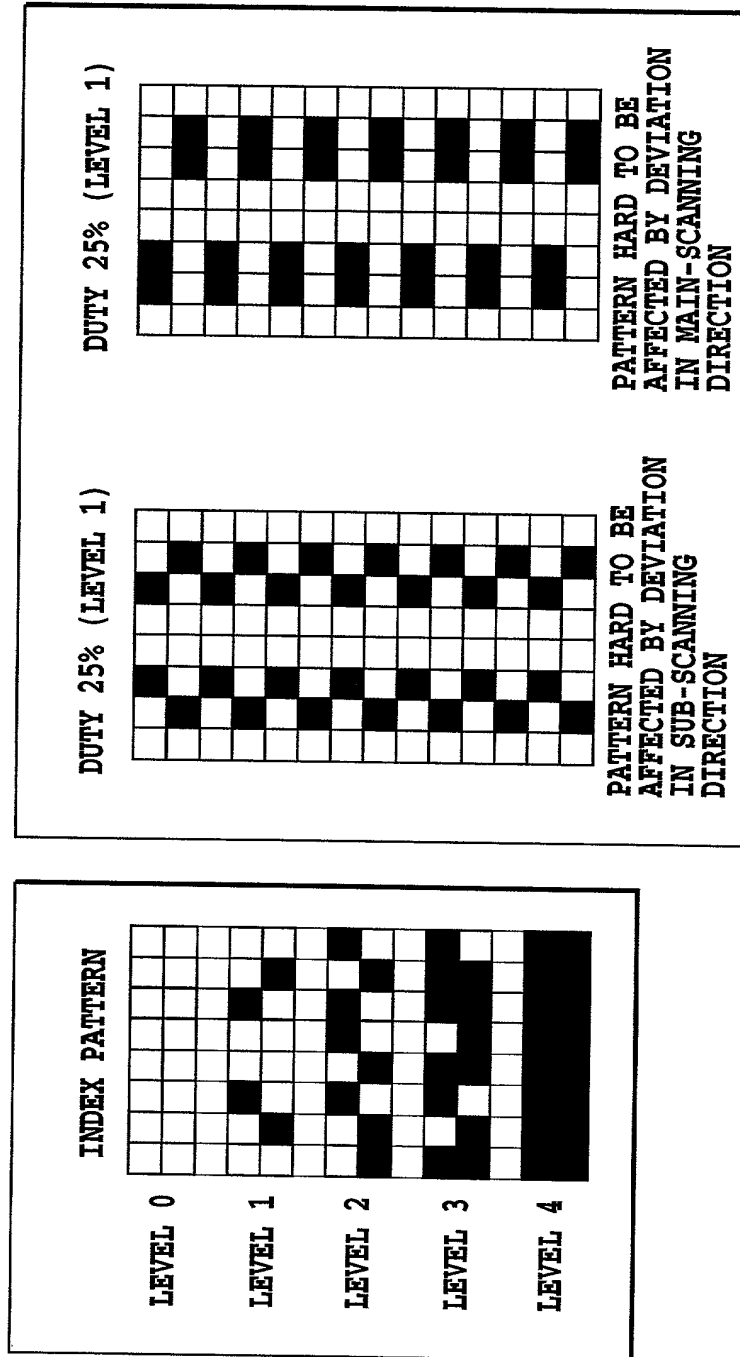 INDEX PATTERN
LEVEL 0
LEVEL 1
LEVEL 2
LEVEL 3
LEVEL 4
DUTY 25% (LEVEL 1)
PATTERN HARD TO BE
AFFECTED BY DEVIATION
IN SUB-SCANNING
DIRECTION
DUTY 25% (LEVEL 1)
PATTERN HARD TO BE
AFFECTED BY DEVIATION
IN MAIN-SCANNING
DIRECTION